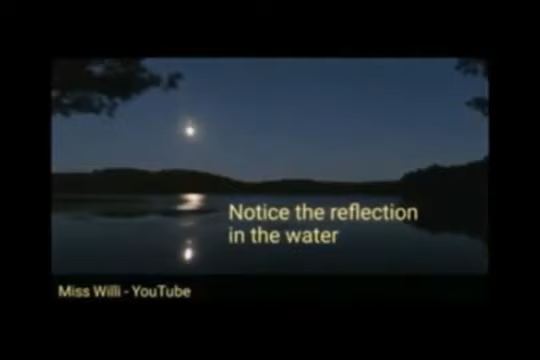 Notice the reflection
in the water
Miss Willi - YouTube